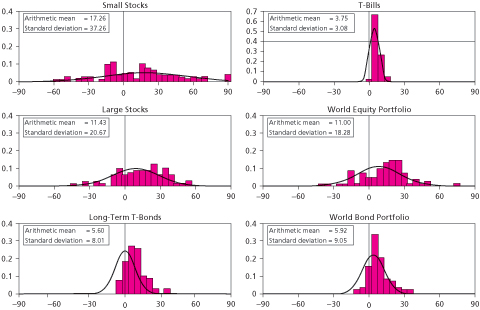 Small Stocks
0.4
0.3
0.2
0.1
0
Arithmetic mean = 17.26
Standard deviation = 37.26
−90 −60 −30 0 30 60 90
T-Bills
0.7
0.6
0.5
0.4
0.3
0.2
0.1
0
Arithmetic mean = 3.75
Standard deviation = 3.08
−90 −60 −30 0 30 60 90
Large Stocks
0.4
0.3
0.2
0.1
0
Arithmetic mean = 11.43
Standard deviation = 20.67
−90 −60 −30 0 30 60 90
World Equity Portfolio
0.4
0.3
0.2
0.1
0
Arithmetic mean = 11.00
Standard deviation = 18.28
−90 −60 −30 0 30 60 90
Long-Term T-Bonds
0.4
0.3
0.2
0.1
0
Arithmetic mean = 5.60
Standard deviation = 8.01
−90 −60 −30 0 30 60 90
World Bond Portfolio
0.4
0.3
0.2
0.1
0
Arithmetic mean = 5.92
Standard deviation = 9.05
−90 −60 −30 0 30 60 90